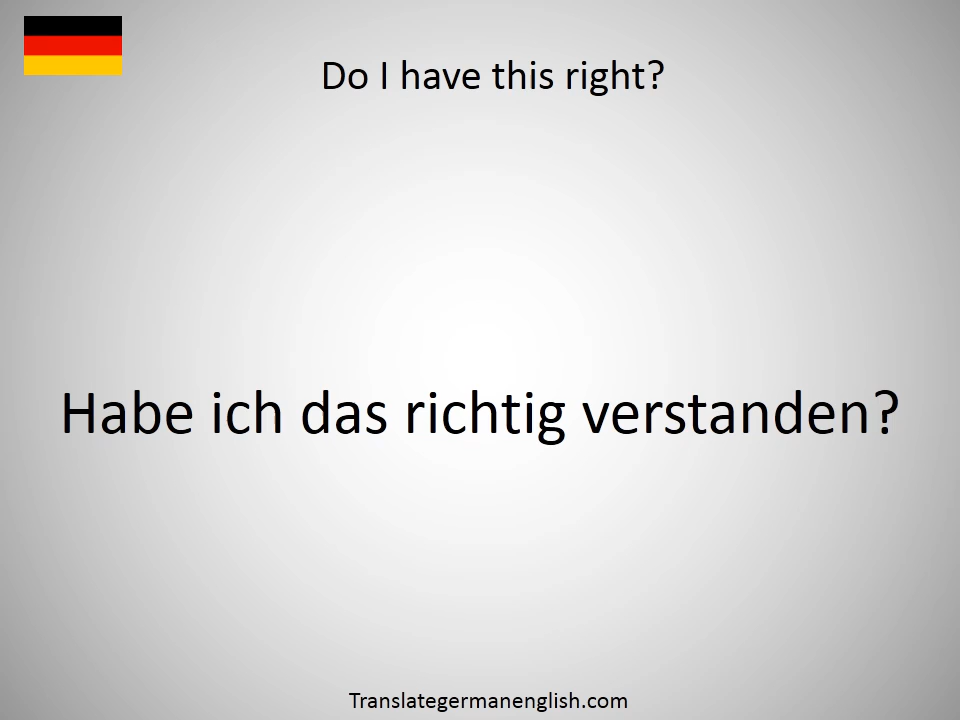 Do I have this right?
Habe ich das richtig verstanden?
Translategermanenglish.com